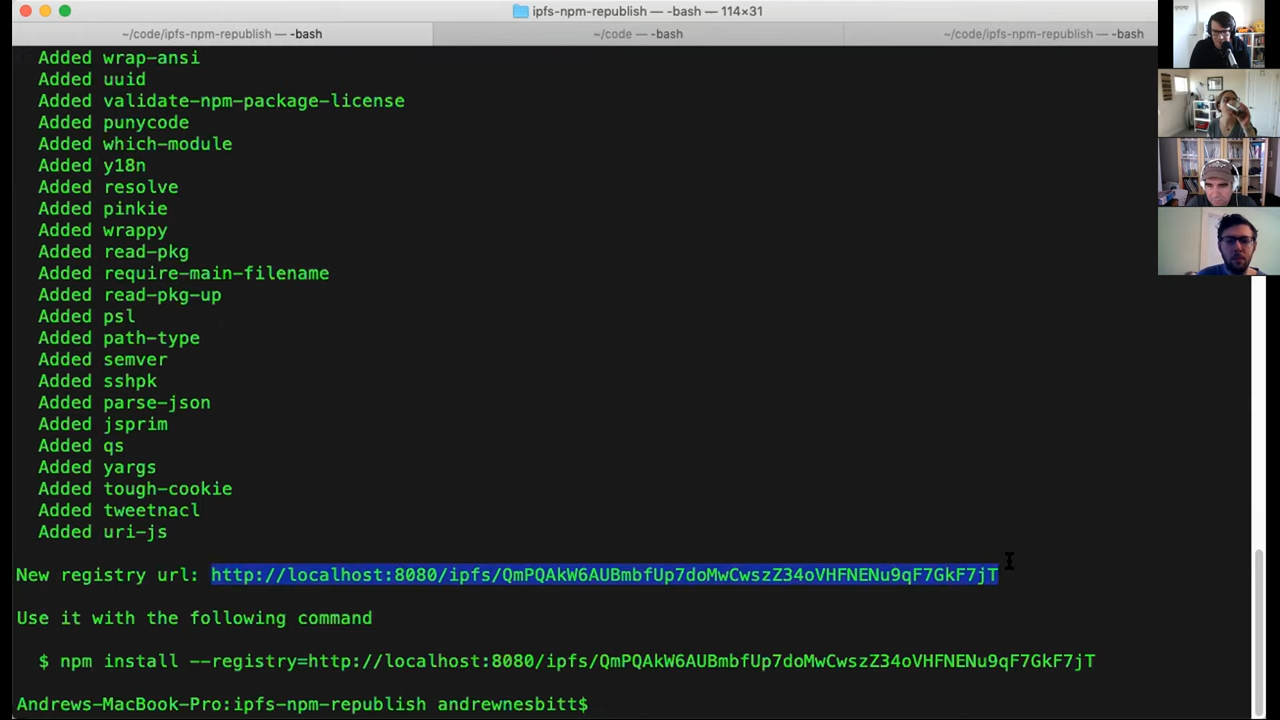 ipfs-npm-republish — -bash — 114×31
~/code/ipfs-npm-republish — -bash
~/code — -bash
~/code/ipfs-npm-republish — -bash
Added wrap-ansi
Added uuid
Added validate-npm-package-license
Added punycode
Added which-module
Added y18n
Added resolve
Added pinkie
Added wrappy
Added read-pkg
Added require-main-filename
Added read-pkg-up
Added psl
Added path-type
Added semver
Added sshpk
Added parse-json
Added jsprim
Added qs
Added yargs
Added tough-cookie
Added tweetnacl
Added uri-js
New registry url: http://localhost:8080/ipfs/QmPQAkW6AUBmbfUp7doMwCwszZ34oVHFNENu9qF7GkF7jT
Use it with the following command
$ npm install --registry=http://localhost:8080/ipfs/QmPQAkW6AUBmbfUp7doMwCwszZ34oVHFNENu9qF7GkF7jT
Andrews-MacBook-Pro:ipfs-npm-republish andrewnesbitt$